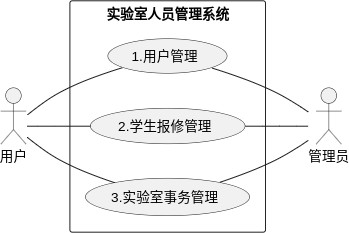 实验室人员管理系统
1.用户管理
2.学生报修管理
用户
管理员
3.实验室事务管理